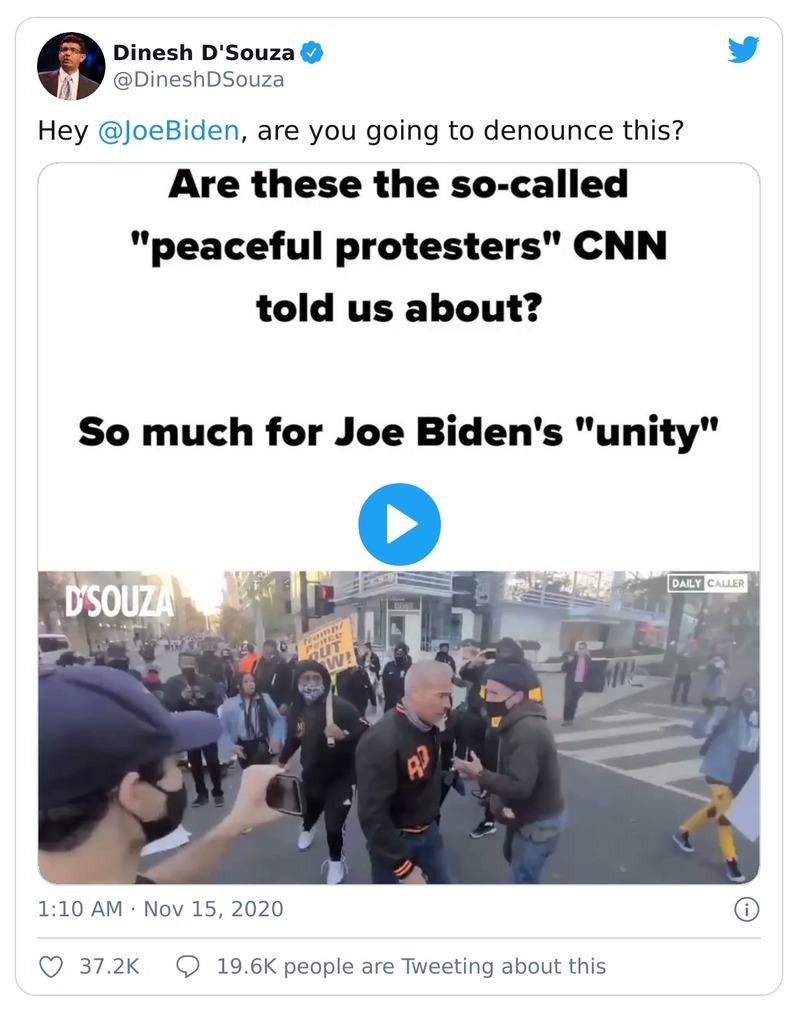 Dinesh D'Souza
@DineshDSouza
Hey @JoeBiden, are you going to denounce this?
Are these the so-called
"peaceful protesters" CNN
told us about?
So much for Joe Biden's "unity"
D'SOUZA
DAILY CALLER
Trump/
Pence
OUT
NOW!
RD
1:10 AM · Nov 15, 2020
37.2K
19.6K people are Tweeting about this